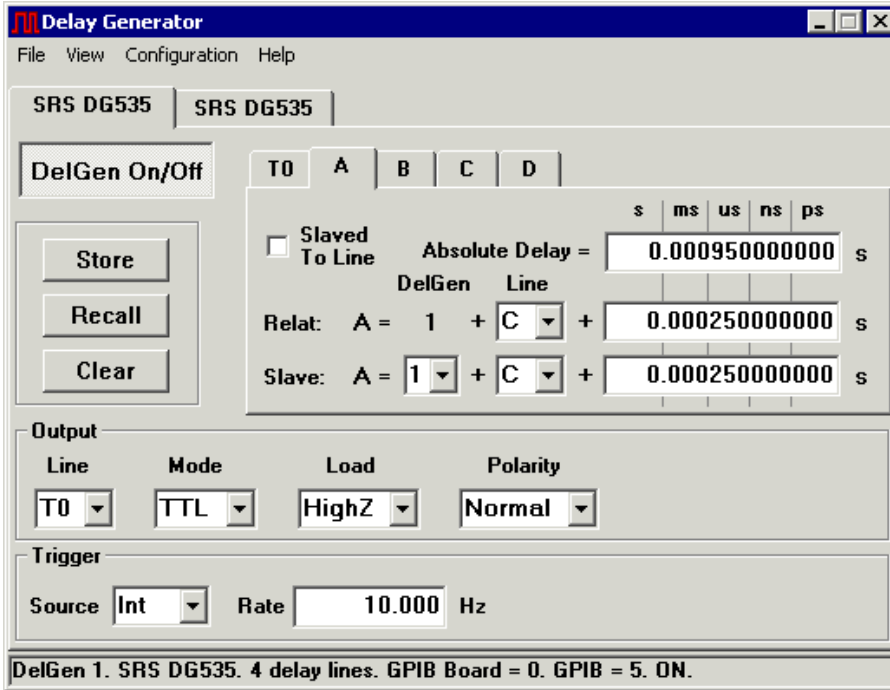 Delay Generator
File View Configuration Help
SRS DG535 SRS DG535
DelGen On/Off
T0 A B C D
s ms us ns ps
Slaved To Line
Absolute Delay = 0.000950000000 s
DelGen Line
Relat: A = 1 + C + 0.000250000000 s
Slave: A = 1 + C + 0.000250000000 s
Store
Recall
Clear
Output
Line Mode Load Polarity
T0 TTL HighZ Normal
Trigger
Source Int Rate 10.000 Hz
DelGen 1. SRS DG535. 4 delay lines. GPIB Board = 0. GPIB = 5. ON.